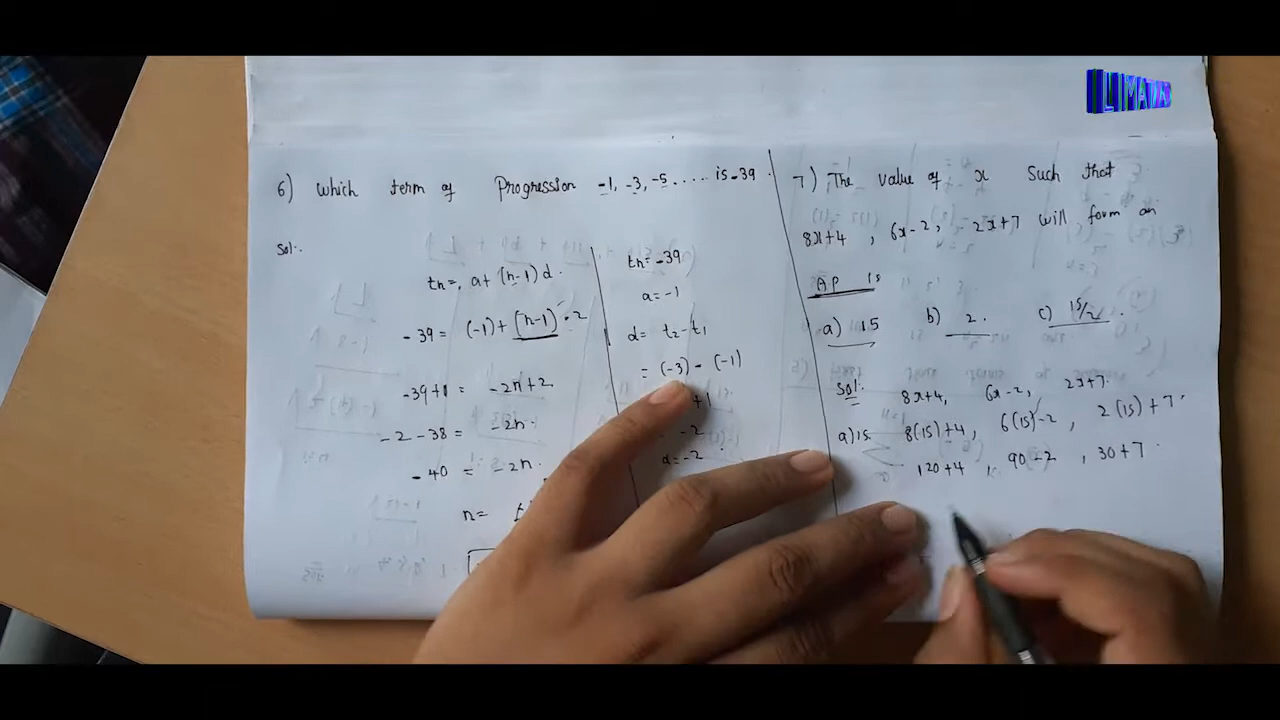 ILIMATH
6) Which term of Progression -1, -3, -5..... is -39.
Sol:.
tn = a+(n-1)d.
-39 = (-1)+(n-1)·-2
-39+1 = -2n+2
-2-38 = -2n.
-40 = -2n.
n =
tn = -39
a = -1
d = t2-t1
= (-3) - (-1)
+1
-2
d = -2.
7) The value of x Such that
8x+4, 6x-2, 2x+7 will form an
A.P is
a) 15 b) 2. c) 15/2.
Sol: 8x+4, 6x-2, 2x+7.
a) 15. 8(15)+4, 6(15)-2, 2(15)+7.
120+4, 90-2, 30+7.